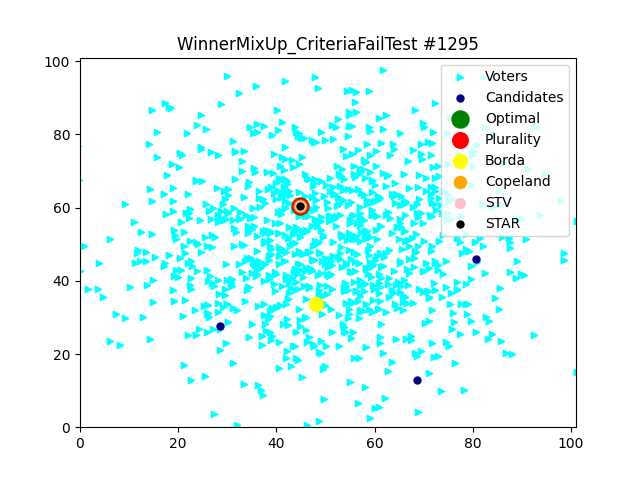 WinnerMixUp_CriteriaFailTest #1295
100
80
60
40
20
0
0 20 40 60 80 100
Voters
Candidates
Optimal
Plurality
Borda
Copeland
STV
STAR